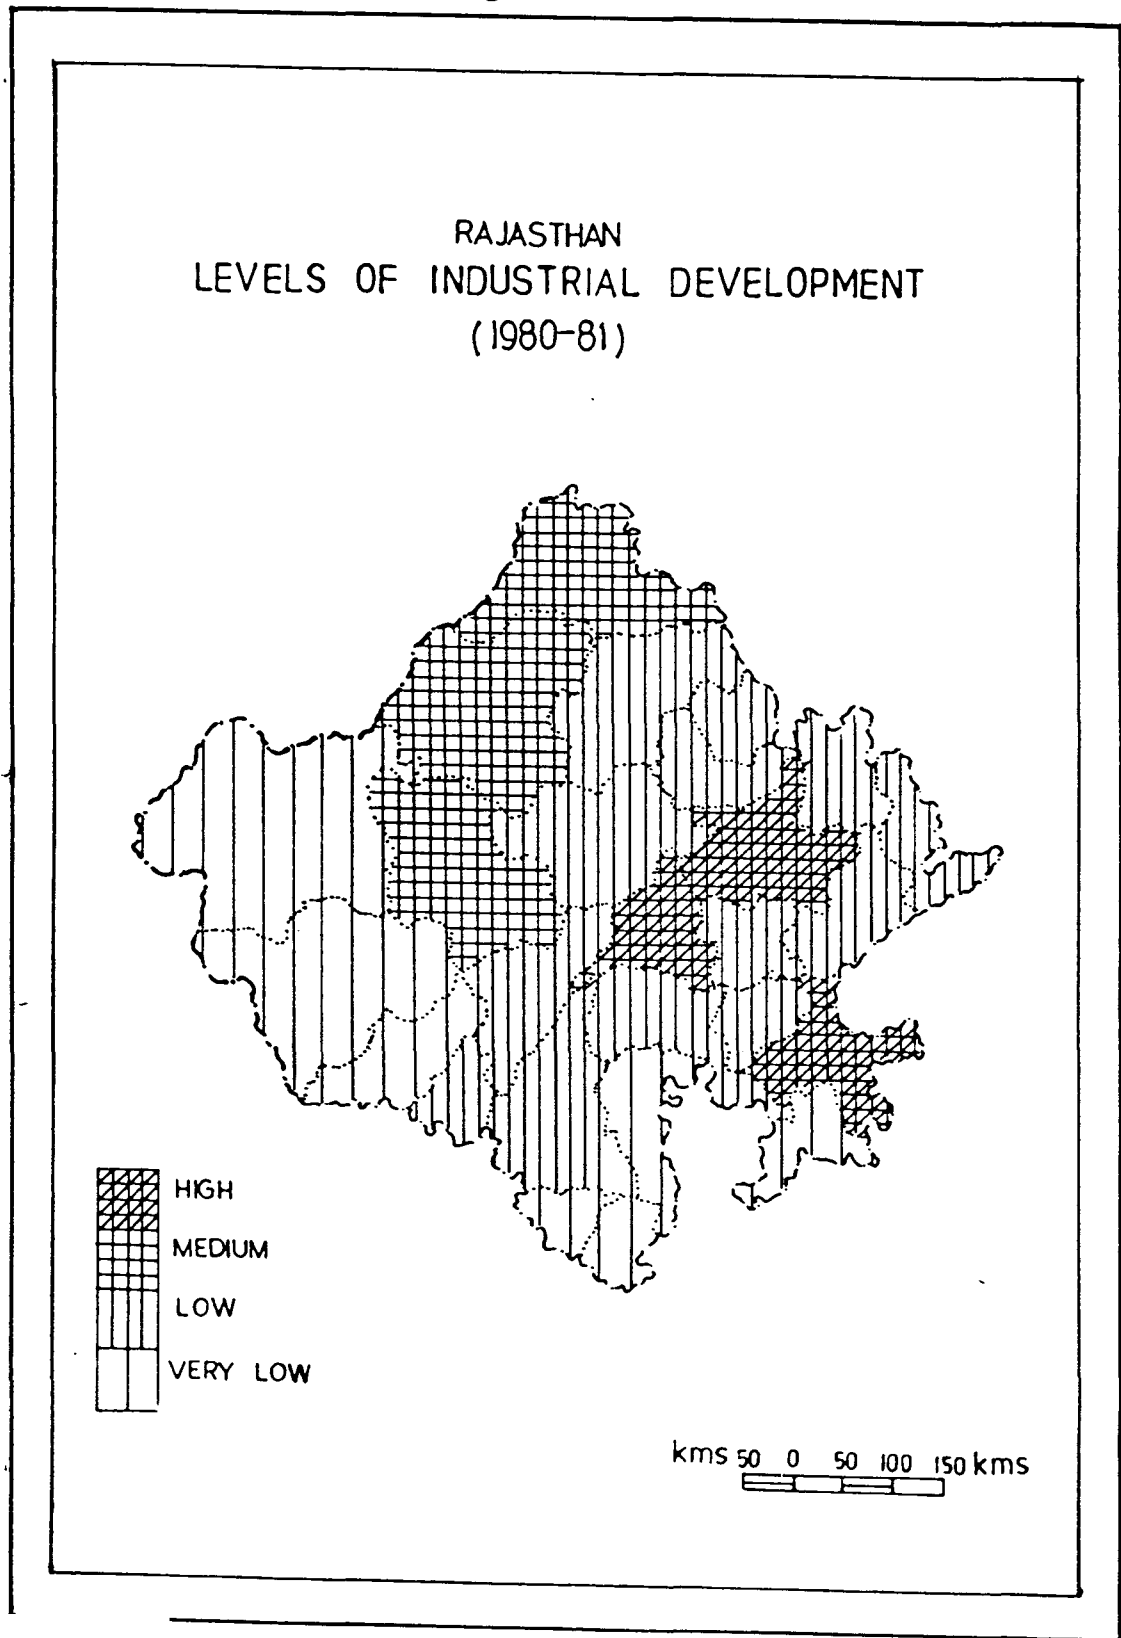 RAJASTHAN
LEVELS OF INDUSTRIAL DEVELOPMENT
(1980-81)
HIGH
MEDIUM
LOW
VERY LOW
kms 50 0 50 100 150 kms